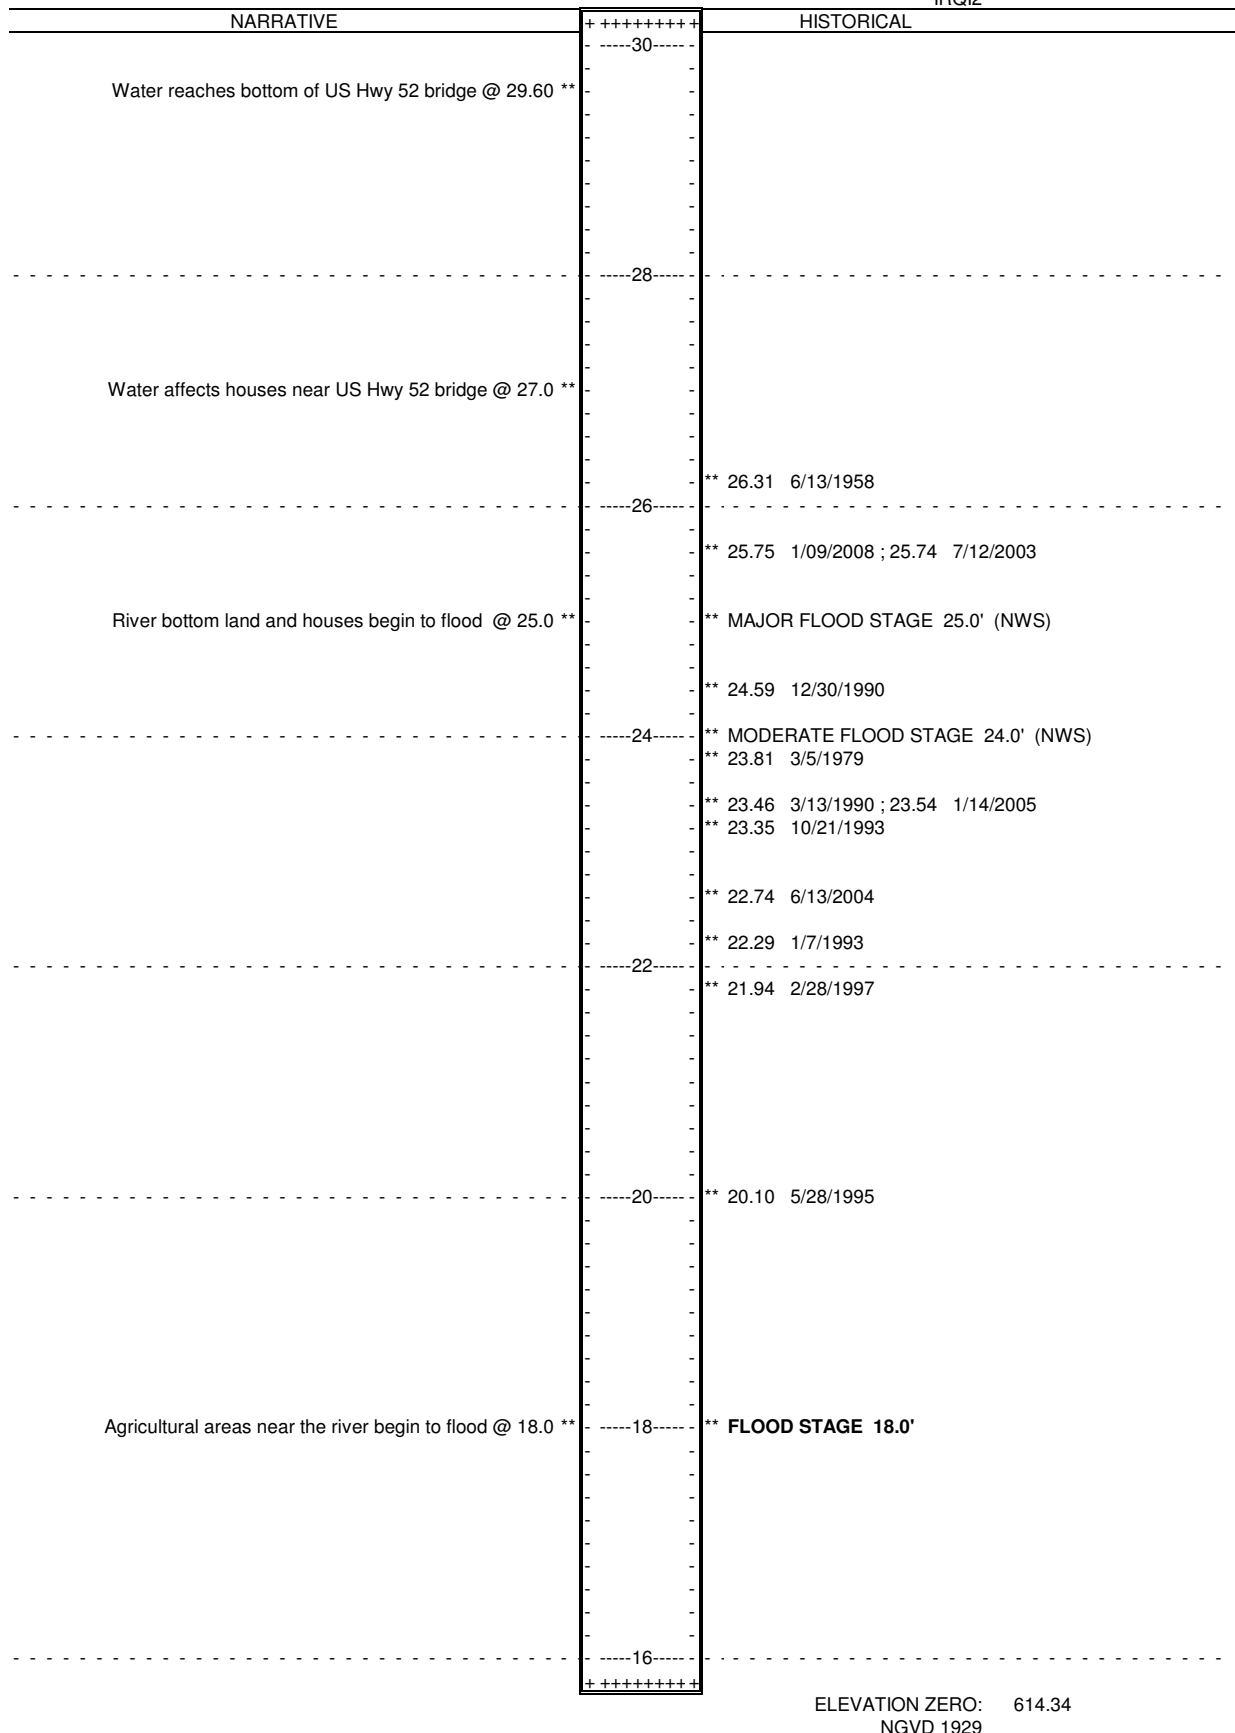 NARRATIVE + ++++++++ + HISTORICAL
-----30-----
Water reaches bottom of US Hwy 52 bridge @ 29.60 **
-----28-----
Water affects houses near US Hwy 52 bridge @ 27.0 **
** 26.31 6/13/1958
-----26-----
** 25.75 1/09/2008 ; 25.74 7/12/2003
River bottom land and houses begin to flood @ 25.0 ** ** MAJOR FLOOD STAGE 25.0' (NWS)
** 24.59 12/30/1990
-----24----- ** MODERATE FLOOD STAGE 24.0' (NWS)
** 23.81 3/5/1979
** 23.46 3/13/1990 ; 23.54 1/14/2005
** 23.35 10/21/1993
** 22.74 6/13/2004
** 22.29 1/7/1993
-----22-----
** 21.94 2/28/1997
-----20----- ** 20.10 5/28/1995
Agricultural areas near the river begin to flood @ 18.0 ** -----18----- ** FLOOD STAGE 18.0'
-----16-----
+ ++++++++ +
ELEVATION ZERO: 614.34
NGVD 1929